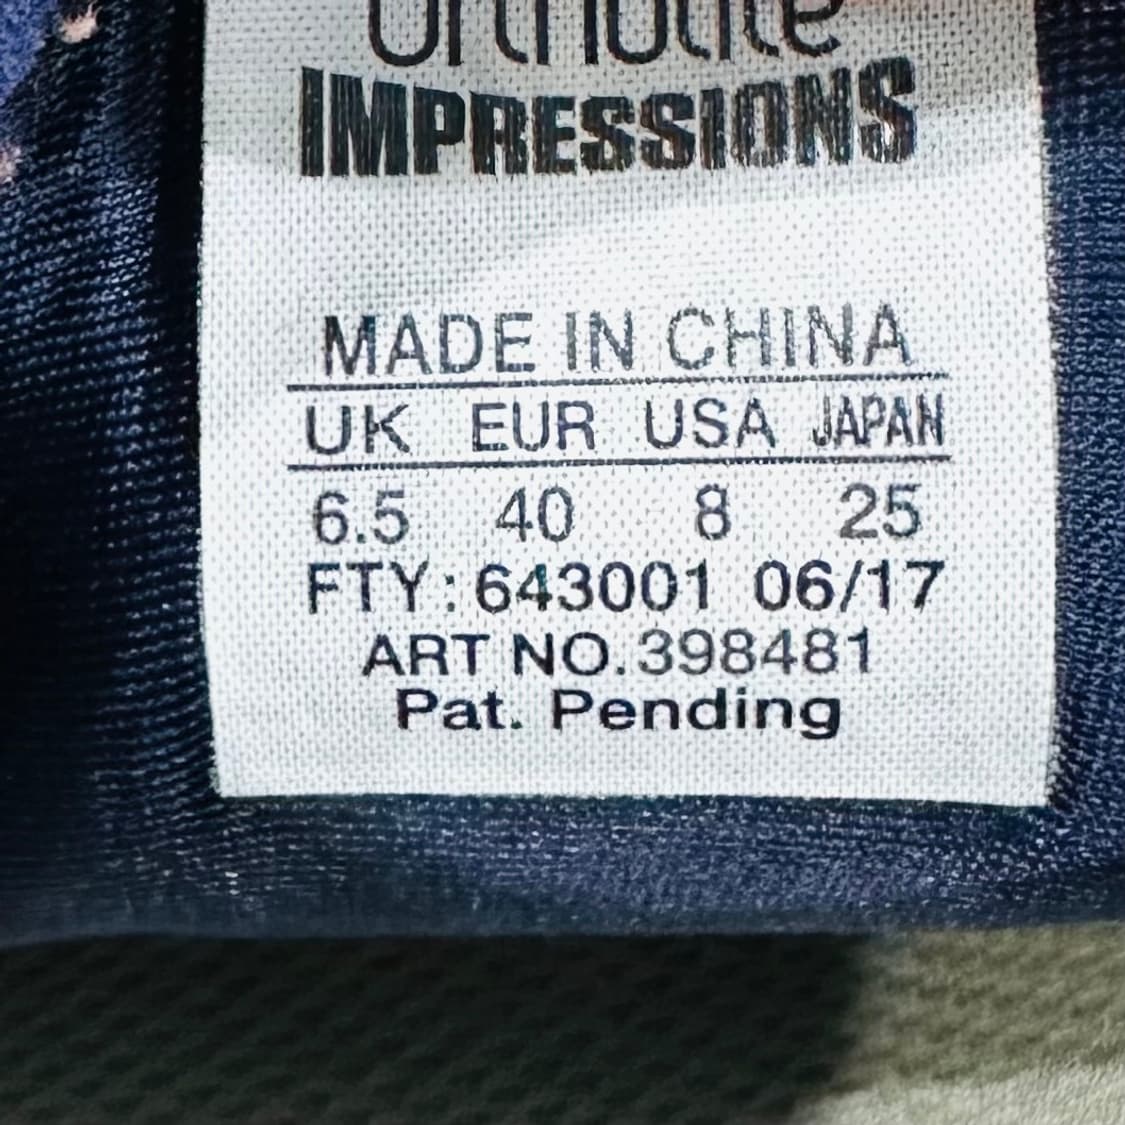 Ortholite
IMPRESSIONS
MADE IN CHINA
UK EUR USA JAPAN
6.5 40 8 25
FTY: 643001 06/17
ART NO. 398481
Pat. Pending